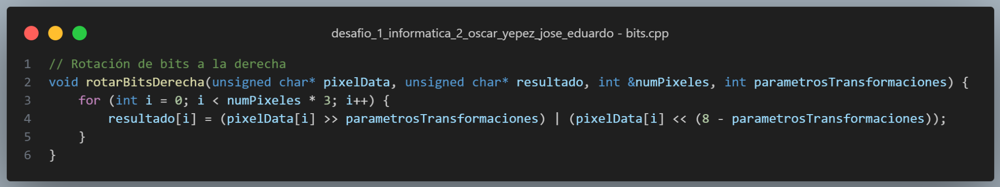 desafio_1_informatica_2_oscar_yepez_jose_eduardo - bits.cpp
1 // Rotación de bits a la derecha
2 void rotarBitsDerecha(unsigned char* pixelData, unsigned char* resultado, int &numPixeles, int parametrosTransformaciones) {
3     for (int i = 0; i < numPixeles * 3; i++) {
4         resultado[i] = (pixelData[i] >> parametrosTransformaciones) | (pixelData[i] << (8 - parametrosTransformaciones));
5     }
6 }